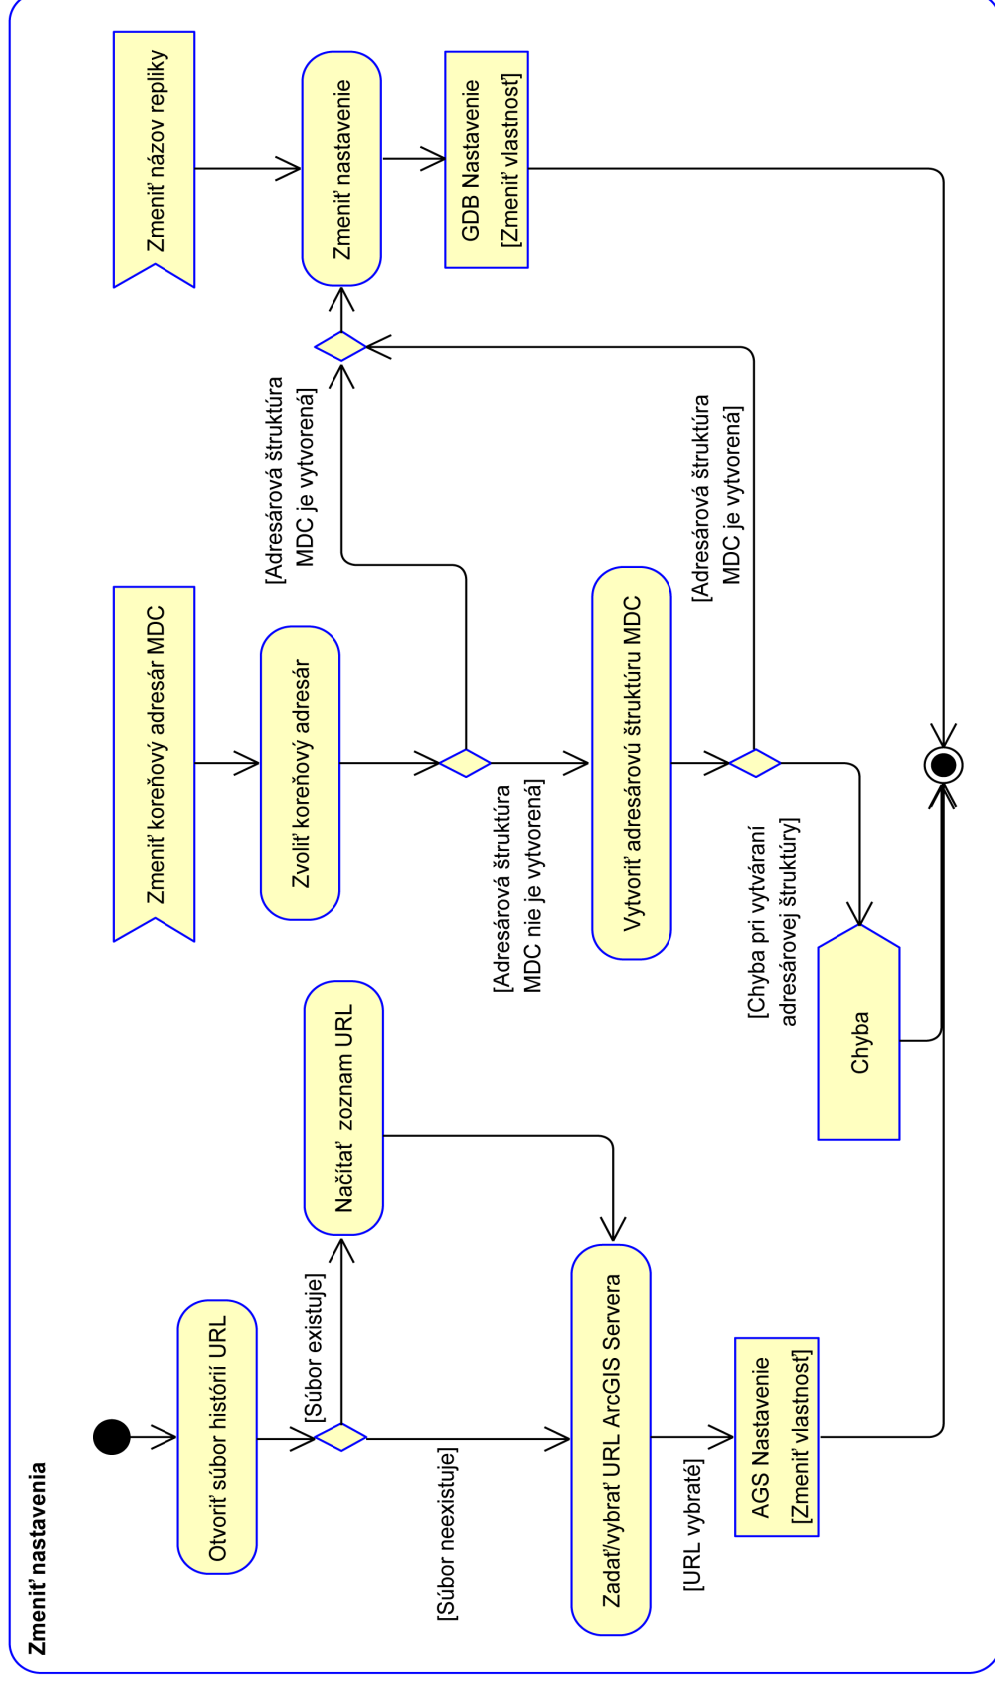 Zmeniť nastavenia
Otvoriť súbor histórií URL
[Súbor existuje]
[Súbor neexistuje]
Načítať zoznam URL
Zadať/vybrať URL ArcGIS Servera
[URL vybraté]
AGS Nastavenie
[Zmeniť vlastnosť]
Zmeniť koreňový adresár MDC
Zvoliť koreňový adresár
[Adresárová štruktúra
MDC je vytvorená]
[Adresárová štruktúra
MDC nie je vytvorená]
Vytvoriť adresárovú štruktúru MDC
[Adresárová štruktúra
MDC je vytvorená]
[Chyba pri vytváraní
adresárovej štruktúry]
Chyba
Zmeniť názov repliky
Zmeniť nastavenie
GDB Nastavenie
[Zmeniť vlastnosť]